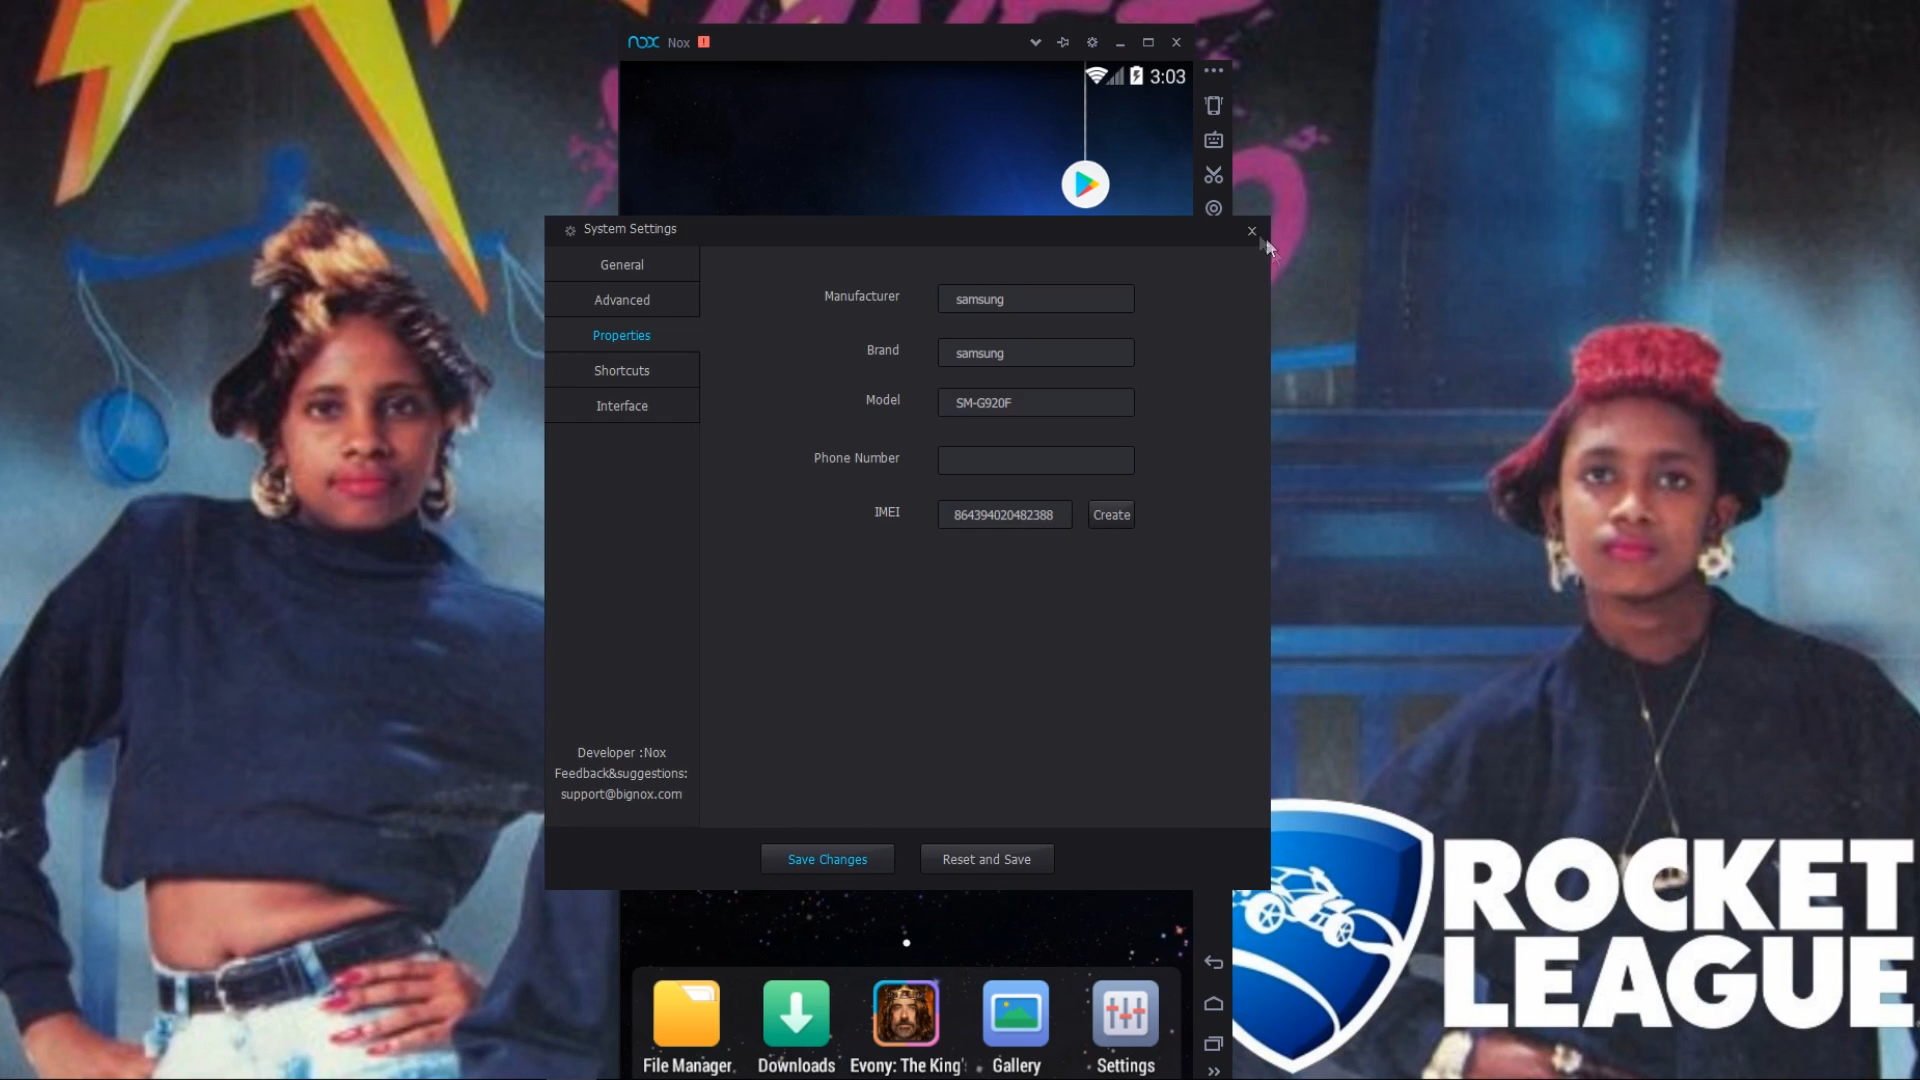 nox Nox
3:03
System Settings
General
Advanced
Properties
Shortcuts
Interface
Manufacturer samsung
Brand samsung
Model SM-G920F
Phone Number
IMEI 864394020482388 Create
Developer :Nox
Feedback&suggestions:
support@bignox.com
Save Changes Reset and Save
File Manager Downloads Evony: The King' Gallery Settings
ROCKET
LEAGUE